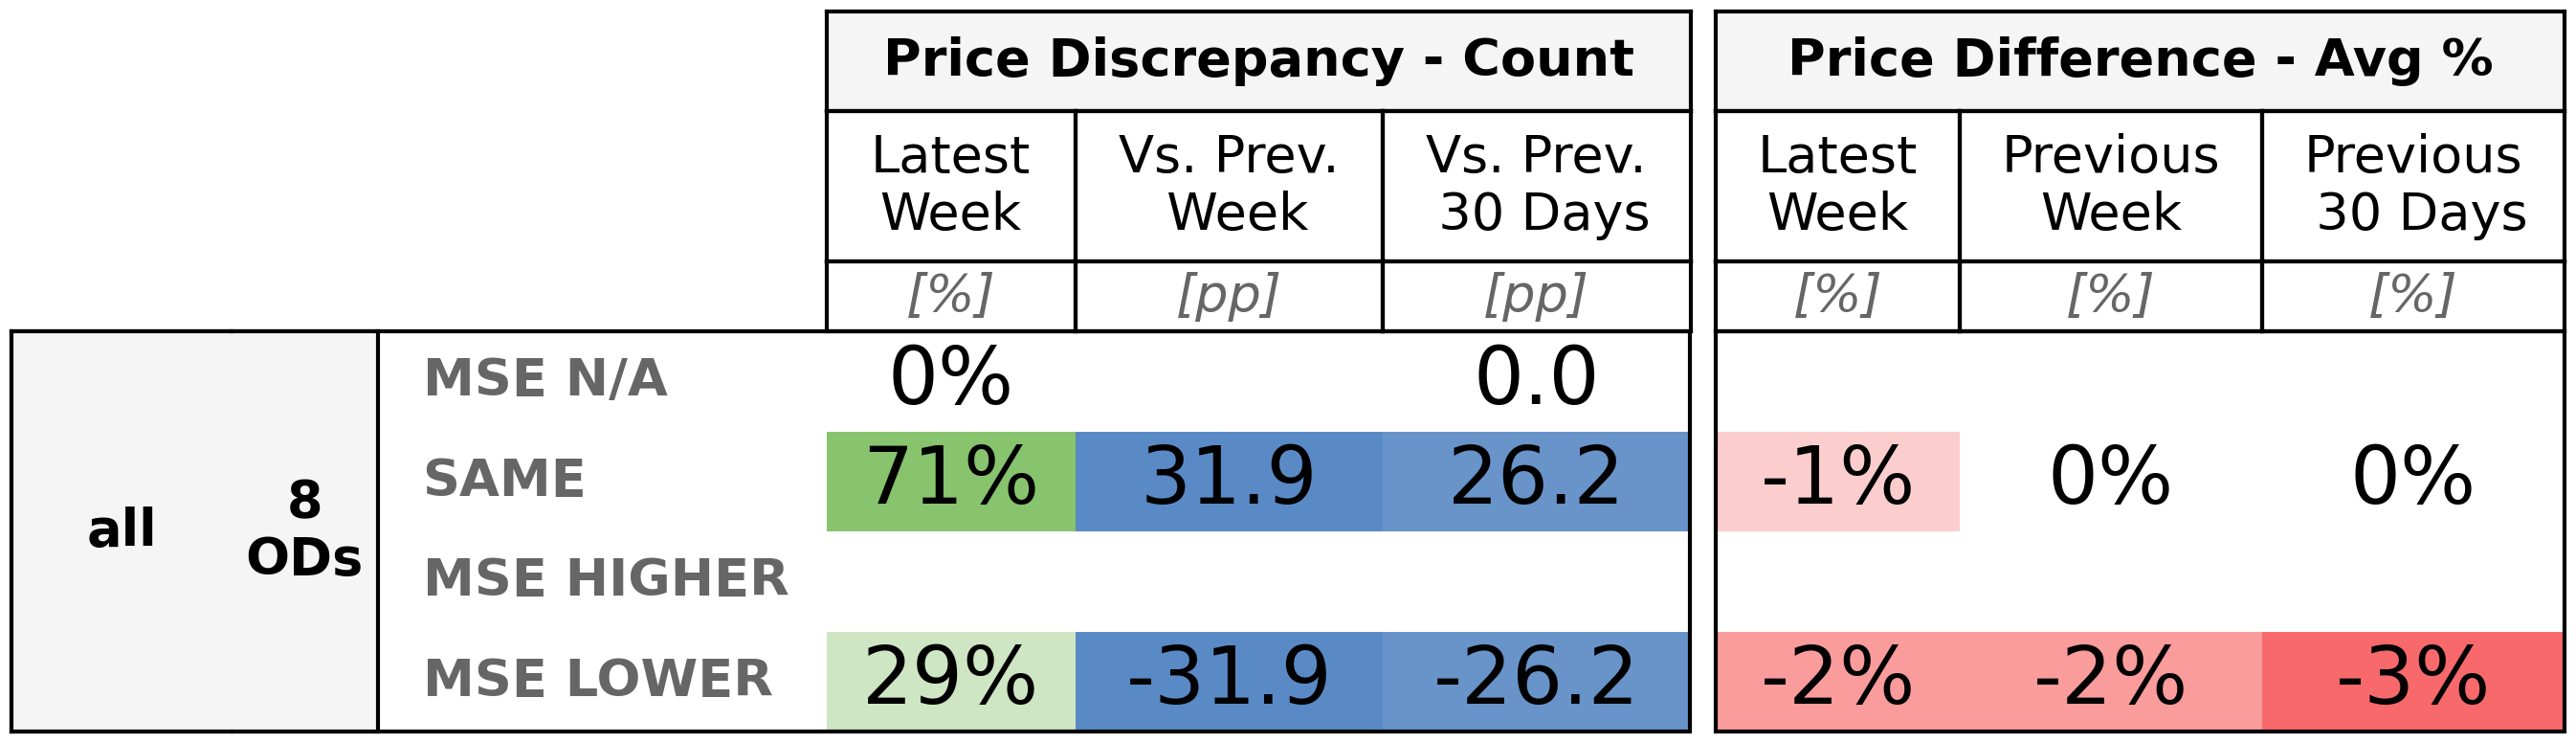 Price Discrepancy - Count Price Difference - Avg %
Latest Week Vs. Prev. Week Vs. Prev. 30 Days Latest Week Previous Week Previous 30 Days
[%] [pp] [pp] [%] [%] [%]
all 8 ODs
MSE N/A 0% 0.0
SAME 71% 31.9 26.2 -1% 0% 0%
MSE HIGHER
MSE LOWER 29% -31.9 -26.2 -2% -2% -3%